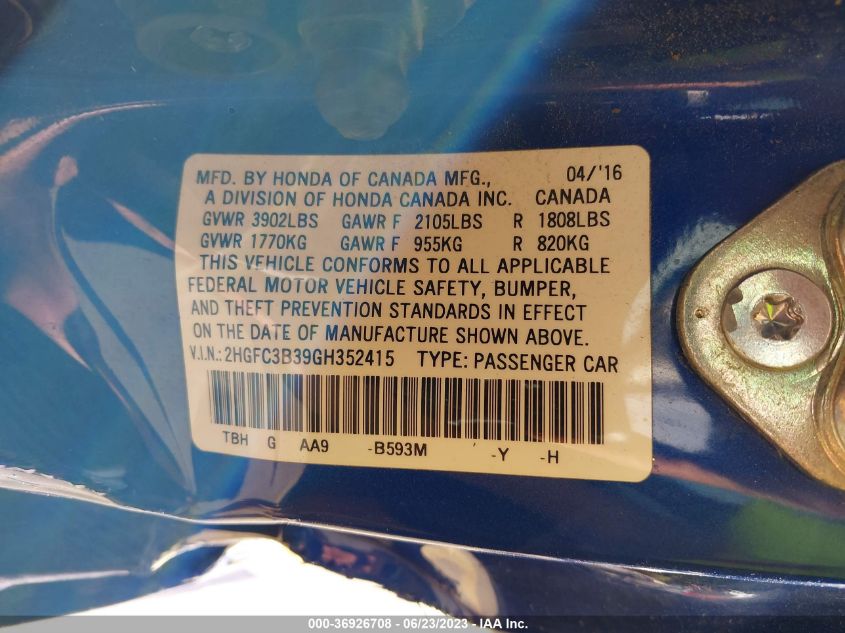 MFD. BY HONDA OF CANADA MFG., 04/'16
A DIVISION OF HONDA CANADA INC. CANADA
GVWR 3902LBS GAWR F 2105LBS R 1808LBS
GVWR 1770KG GAWR F 955KG R 820KG
THIS VEHICLE CONFORMS TO ALL APPLICABLE
FEDERAL MOTOR VEHICLE SAFETY, BUMPER,
AND THEFT PREVENTION STANDARDS IN EFFECT
ON THE DATE OF MANUFACTURE SHOWN ABOVE.
V.I.N.: 2HGFC3B39GH352415 TYPE: PASSENGER CAR
TBH G AA9 -B593M -Y -H
000-36926708 - 06/23/2023 - IAA Inc.